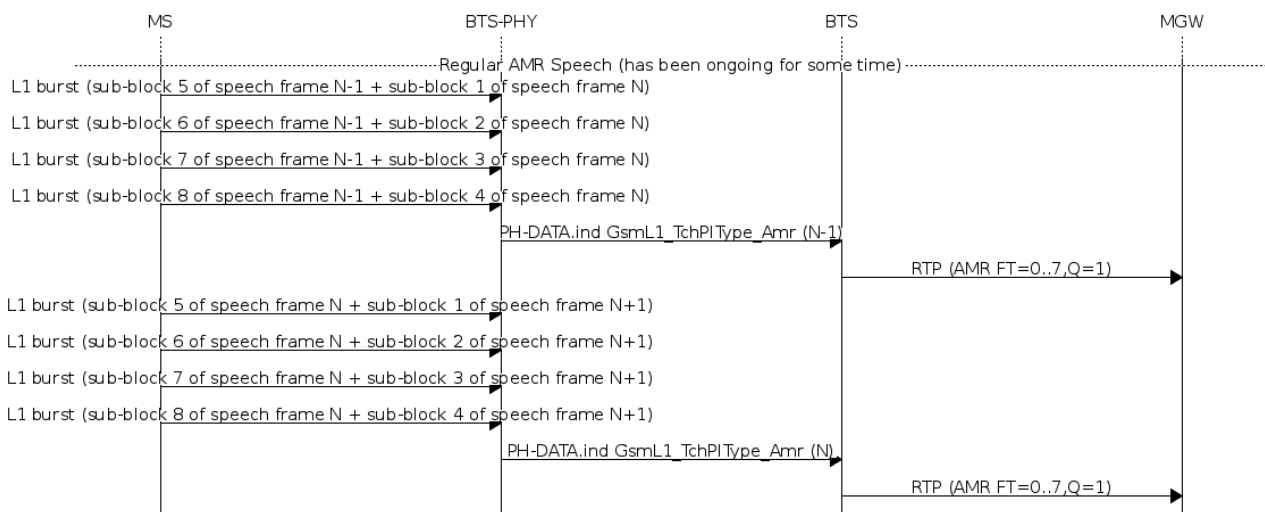 MS BTS-PHY BTS MGW
Regular AMR Speech (has been ongoing for some time)
L1 burst (sub-block 5 of speech frame N-1 + sub-block 1 of speech frame N)
L1 burst (sub-block 6 of speech frame N-1 + sub-block 2 of speech frame N)
L1 burst (sub-block 7 of speech frame N-1 + sub-block 3 of speech frame N)
L1 burst (sub-block 8 of speech frame N-1 + sub-block 4 of speech frame N)
PH-DATA.ind GsmL1_TchPlType_Amr (N-1)
RTP (AMR FT=0..7,Q=1)
L1 burst (sub-block 5 of speech frame N + sub-block 1 of speech frame N+1)
L1 burst (sub-block 6 of speech frame N + sub-block 2 of speech frame N+1)
L1 burst (sub-block 7 of speech frame N + sub-block 3 of speech frame N+1)
L1 burst (sub-block 8 of speech frame N + sub-block 4 of speech frame N+1)
PH-DATA.ind GsmL1_TchPlType_Amr (N)
RTP (AMR FT=0..7,Q=1)